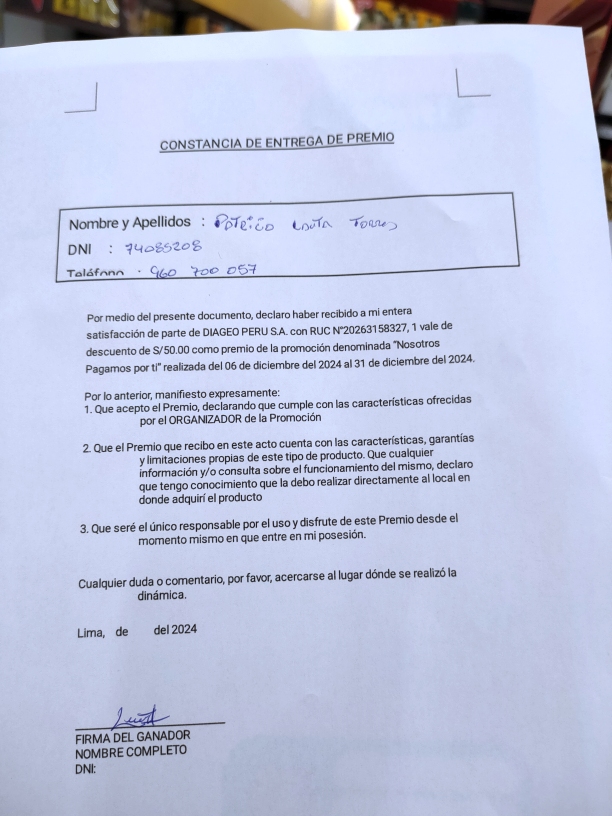 CONSTANCIA DE ENTREGA DE PREMIO
Nombre y Apellidos : Patricio Torres
DNI : 74085208
Teléfono : 960 700 057
Por medio del presente documento, declaro haber recibido a mi entera
satisfacción de parte de DIAGEO PERU S.A. con RUC N°20263158327, 1 vale de
descuento de S/50.00 como premio de la promoción denominada "Nosotros
Pagamos por ti" realizada del 06 de diciembre del 2024 al 31 de diciembre del 2024.
Por lo anterior, manifiesto expresamente:
1. Que acepto el Premio, declarando que cumple con las características ofrecidas
por el ORGANIZADOR de la Promoción
2. Que el Premio que recibo en este acto cuenta con las características, garantías
y limitaciones propias de este tipo de producto. Que cualquier
información y/o consulta sobre el funcionamiento del mismo, declaro
que tengo conocimiento que la debo realizar directamente al local en
donde adquirí el producto
3. Que seré el único responsable por el uso y disfrute de este Premio desde el
momento mismo en que entre en mi posesión.
Cualquier duda o comentario, por favor, acercarse al lugar dónde se realizó la
dinámica.
Lima, de del 2024
FIRMA DEL GANADOR
NOMBRE COMPLETO
DNI: